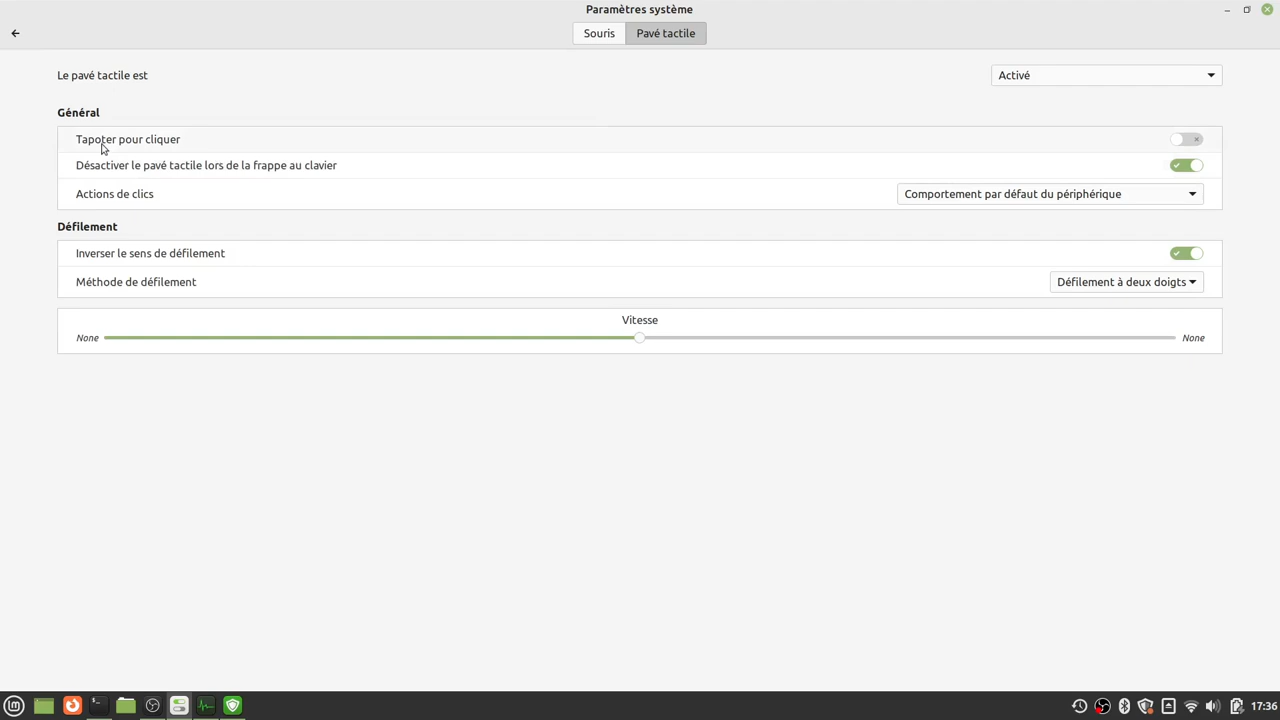 Paramètres système
Souris
Pavé tactile
Le pavé tactile est
Activé
Général
Tapoter pour cliquer
Désactiver le pavé tactile lors de la frappe au clavier
Actions de clics
Comportement par défaut du périphérique
Défilement
Inverser le sens de défilement
Méthode de défilement
Défilement à deux doigts
Vitesse
None
None
17:36